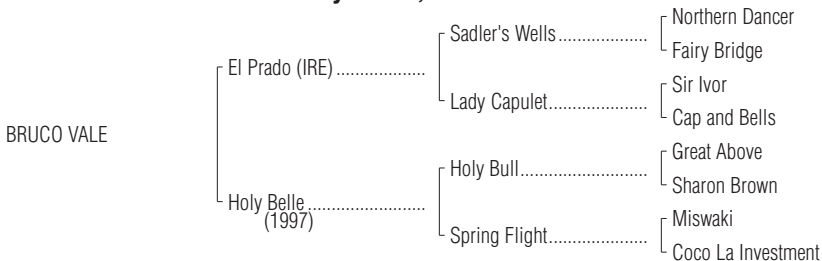 Sadler's Wells...................
Northern Dancer
Fairy Bridge
El Prado (IRE)...................
Lady Capulet....................
Sir Ivor
Cap and Bells
BRUCO VALE
Holy Bull.........................
Great Above
Sharon Brown
Holy Belle.........................
(1997)
Spring Flight....................
Miswaki
Coco La Investment